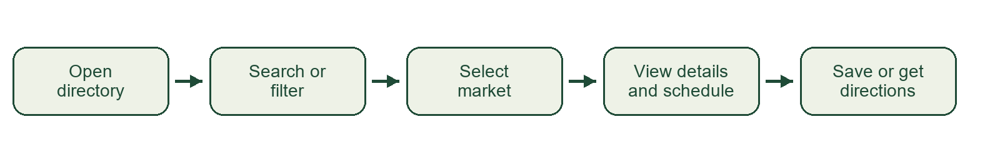 Open
directory
Search or
filter
Select
market
View details
and schedule
Save or get
directions